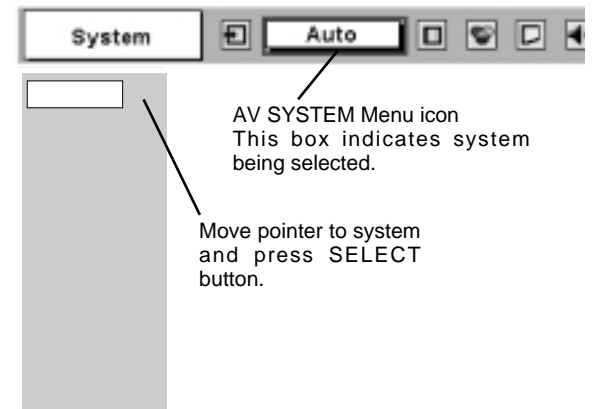 System Auto
AV SYSTEM Menu icon
This box indicates system
being selected.
Move pointer to system
and press SELECT
button.